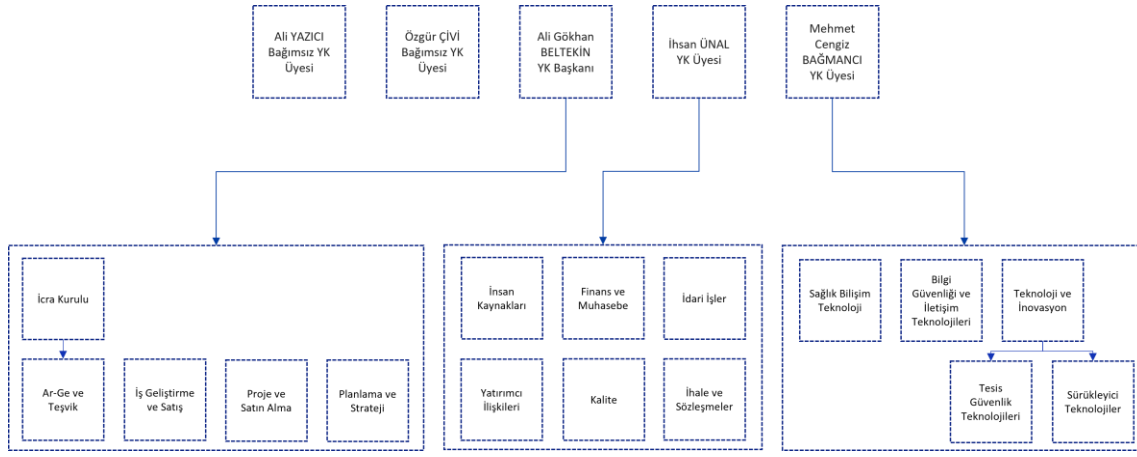 Ali YAZICI
Bağımsız YK
Üyesi
Özgür ÇİVİ
Bağımsız YK
Üyesi
Ali Gökhan
BELTEKİN
YK Başkanı
İhsan ÜNAL
YK Üyesi
Mehmet
Cengiz
BAĞMANCI
YK Üyesi
İcra Kurulu
Ar-Ge ve
Teşvik
İş Geliştirme
ve Satış
Proje ve
Satın Alma
Planlama ve
Strateji
İnsan
Kaynakları
Finans ve
Muhasebe
İdari İşler
Yatırımcı
İlişkileri
Kalite
İhale ve
Sözleşmeler
Sağlık Bilişim
Teknoloji
Bilgi
Güvenliği ve
İletişim
Teknolojileri
Teknoloji ve
İnovasyon
Tesis
Güvenlik
Teknolojileri
Sürükleyici
Teknolojiler